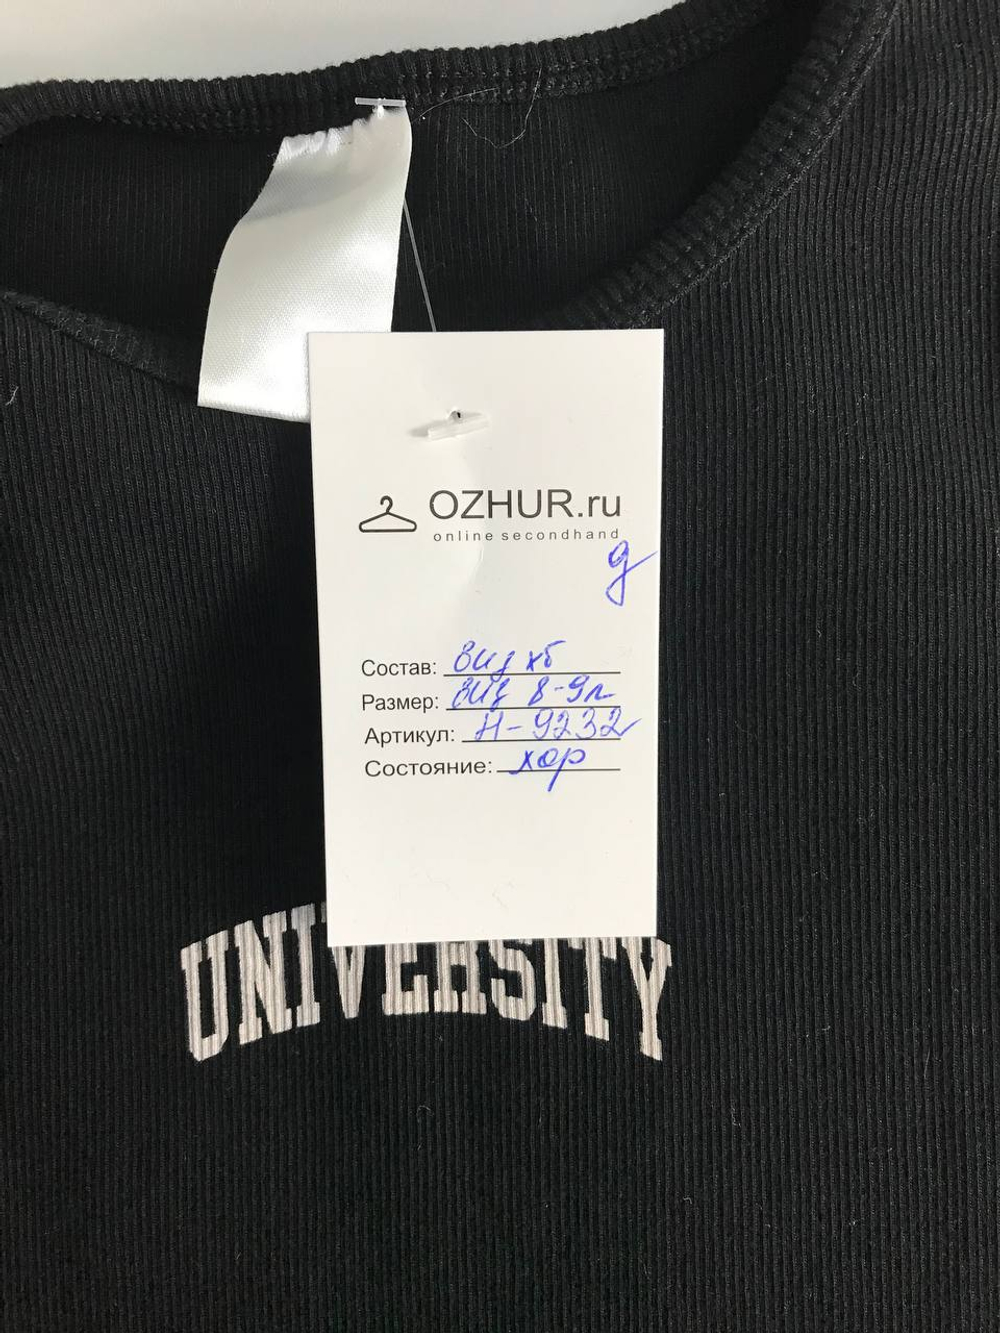 OZHUR.ru
online secondhand
д
Состав: виз хб
Размер: виз 8-9л
Артикул: Н-9232
Состояние: хор
UNIVERSITY